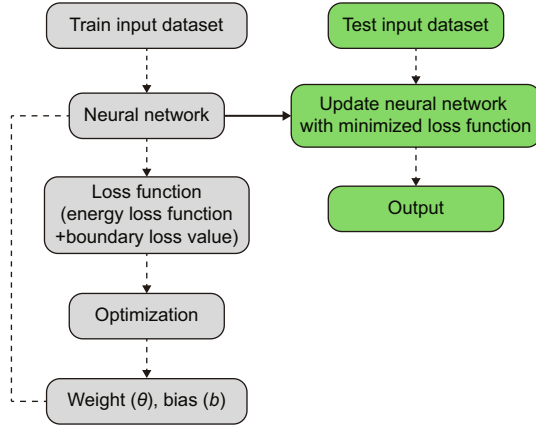 Train input dataset
Neural network
Loss function
(energy loss function
+boundary loss value)
Optimization
Weight (θ), bias (b)
Test input dataset
Update neural network
with minimized loss function
Output